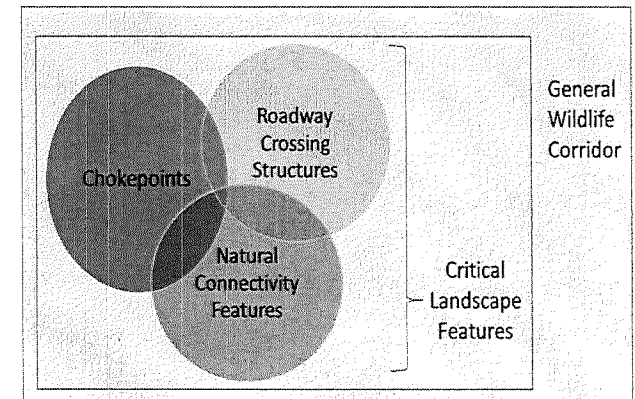 General
Wildlife
Corridor
Roadway
Crossing
Structures
Chokepoints
Natural
Connectivity
Features
Critical
Landscape
Features